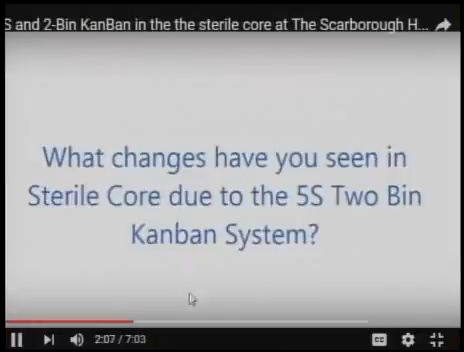 S and 2-Bin KanBan in the the sterile core at The Scarborough H...
What changes have you seen in
Sterile Core due to the 5S Two Bin
Kanban System?
2:07 / 7:03
CC